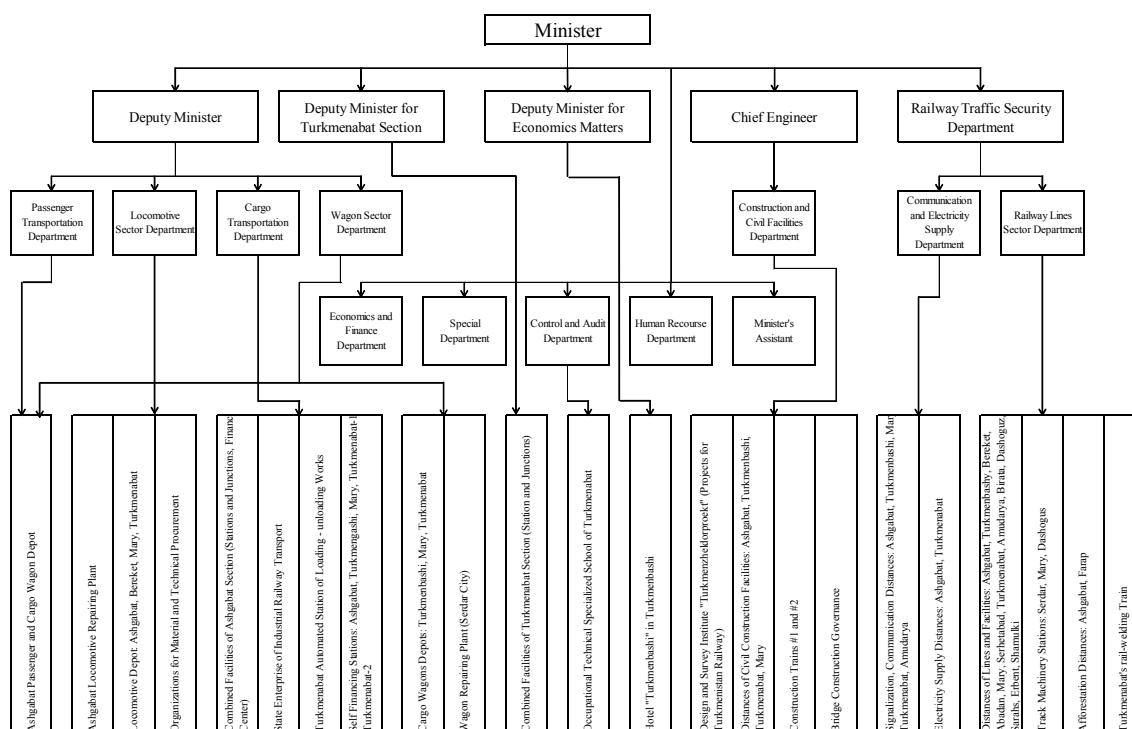 Minister
Deputy Minister
Deputy Minister for
Turkmenabat Section
Deputy Minister for
Economics Matters
Chief Engineer
Railway Traffic Security
Department
Passenger
Transportation
Department
Locomotive
Sector Department
Cargo
Transportation
Department
Wagon Sector
Department
Construction and
Civil Facilities
Department
Communication
and Electricity
Supply
Department
Railway Lines
Sector Department
Economics and
Finance
Department
Special
Department
Control and Audit
Department
Human Recourse
Department
Minister's
Assistant
Ashgabat Passenger and Cargo Wagon Depot
Ashgabat Locomotive Repairing Plant
Locomotive Depot: Ashgabat, Bereket, Mary, Turkmenabat
Organizations for Material and Technical Procurement
Combined Facilities of Ashgabat Section (Stations and Junctions, Financ
Center)
State Enterprise of Industrial Railway Transport
Turkmenabat Automated Station of Loading - unloading Works
Self Financing Stations: Ashgabat, Turkmengashi, Mary, Turkmenabat-1
Turkmenabat-2
Cargo Wagons Depots: Turkmenbashi, Mary, Turkmenabat
Wagon Repairing Plant (Serdar City)
Combined Facilities of Turkmenabat Section (Station and Junctions)
Occupational Technical Specialized School of Turkmenabat
Hotel "Turkmenbashi" in Turkmenbashi
Design and Survey Institute "Turkmenzheldorproekt" (Projects for
Turkmenistan Railway)
Distances of Civil Construction Facilities: Ashgabat, Turkmenbashi,
Turkmenabat, Mary
Construction Trains #1 and #2
Bridge Construction Governance
Signalization, Communication Distances: Ashgabat, Turkmenbashi, Mar
Turkmenabat, Amudarya
Electricity Supply Distances: Ashgabat, Turkmenabat
Distances of Lines and Facilities: Ashgabat, Turkmenbashy, Bereket,
Abadan, Mary, Serhetabad, Turkmenabat, Amudarya, Birata, Dashoguz,
Sarahs, Erbent, Shamulki
Track Machinery Stations: Serdar, Mary, Dashogus
Afforestation Distances: Ashgabat, Farap
Turkmenabat's rail-welding Train